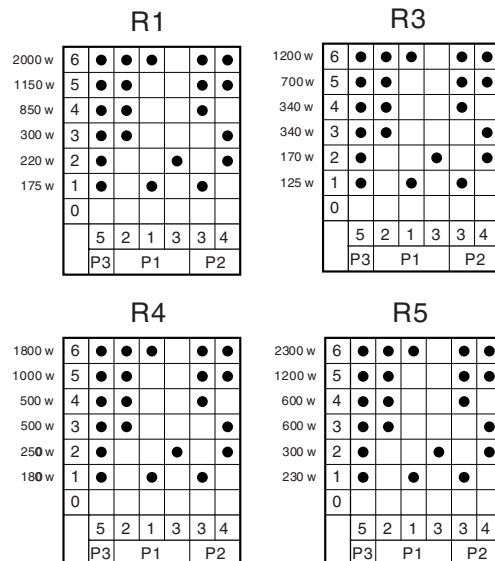 R1
2000 w 6 ● ● ● ● ●
1150 w 5 ● ● ● ●
850 w 4 ● ● ●
300 w 3 ● ● ●
220 w 2 ● ● ●
175 w 1 ● ● ●
0
5 2 1 3 3 4
P3 P1 P2
R3
1200 w 6 ● ● ● ● ●
700 w 5 ● ● ● ●
340 w 4 ● ● ●
340 w 3 ● ● ●
170 w 2 ● ● ●
125 w 1 ● ● ●
0
5 2 1 3 3 4
P3 P1 P2
R4
1800 w 6 ● ● ● ● ●
1000 w 5 ● ● ● ●
500 w 4 ● ● ●
500 w 3 ● ● ●
250 w 2 ● ● ●
180 w 1 ● ● ●
0
5 2 1 3 3 4
P3 P1 P2
R5
2300 w 6 ● ● ● ● ●
1200 w 5 ● ● ● ●
600 w 4 ● ● ●
600 w 3 ● ● ●
300 w 2 ● ● ●
230 w 1 ● ● ●
0
5 2 1 3 3 4
P3 P1 P2